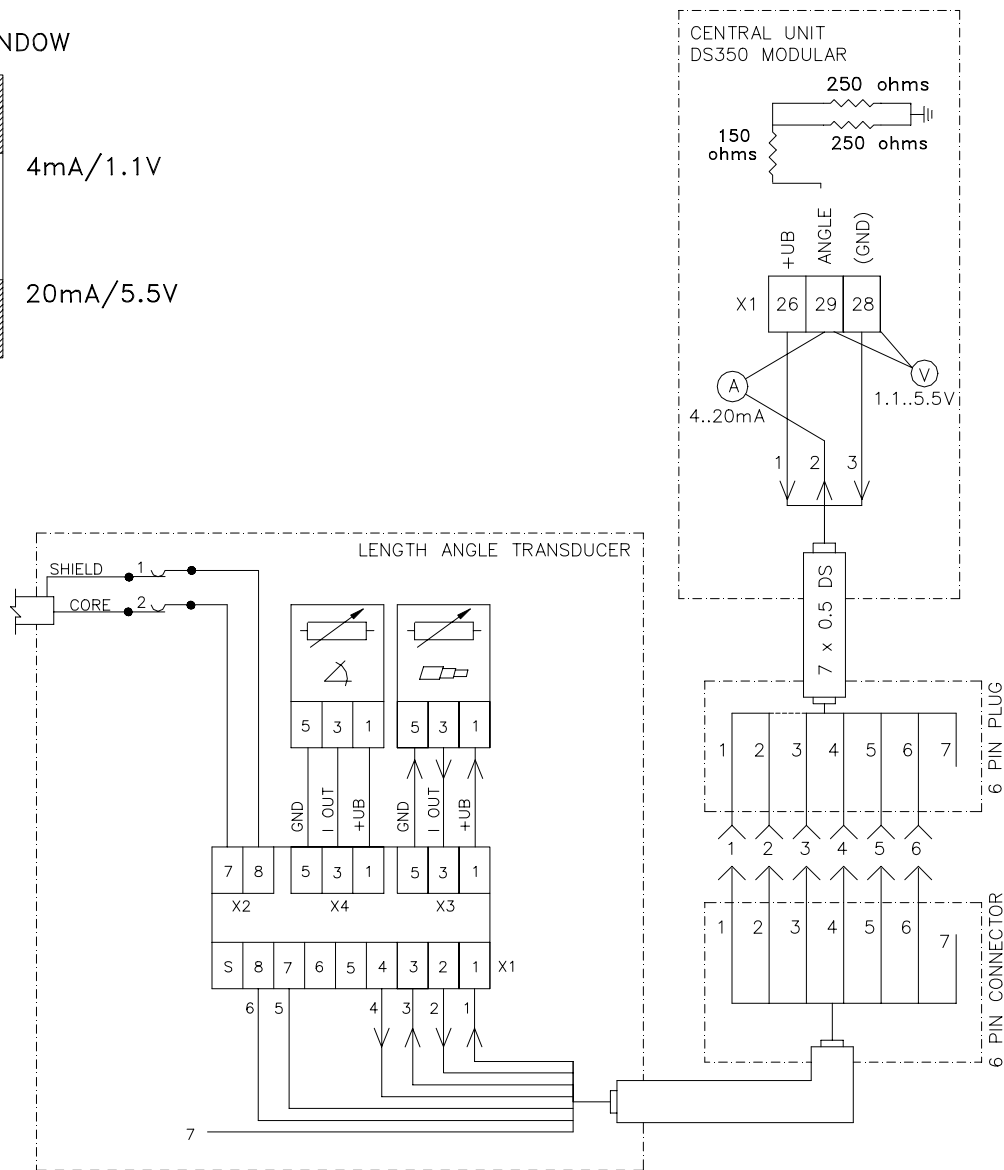 NDOW
4mA/1.1V
20mA/5.5V
CENTRAL UNIT
DS350 MODULAR
250 ohms
150
ohms
250 ohms
+UB
ANGLE
(GND)
X1 26 29 28
A
V
4..20mA
1.1..5.5V
1 2 3
7 x 0.5 DS
6 PIN PLUG
1 2 3 4 5 6 7
1 2 3 4 5 6
6 PIN CONNECTOR
1 2 3 4 5 6 7
LENGTH ANGLE TRANSDUCER
SHIELD 1
CORE 2
5 3 1
5 3 1
GND
I OUT
+UB
GND
I OUT
+UB
7 8
5 3 1
5 3 1
X2
X4
X3
S 8 7 6 5 4 3 2 1 X1
6 5 4 3 2 1
7